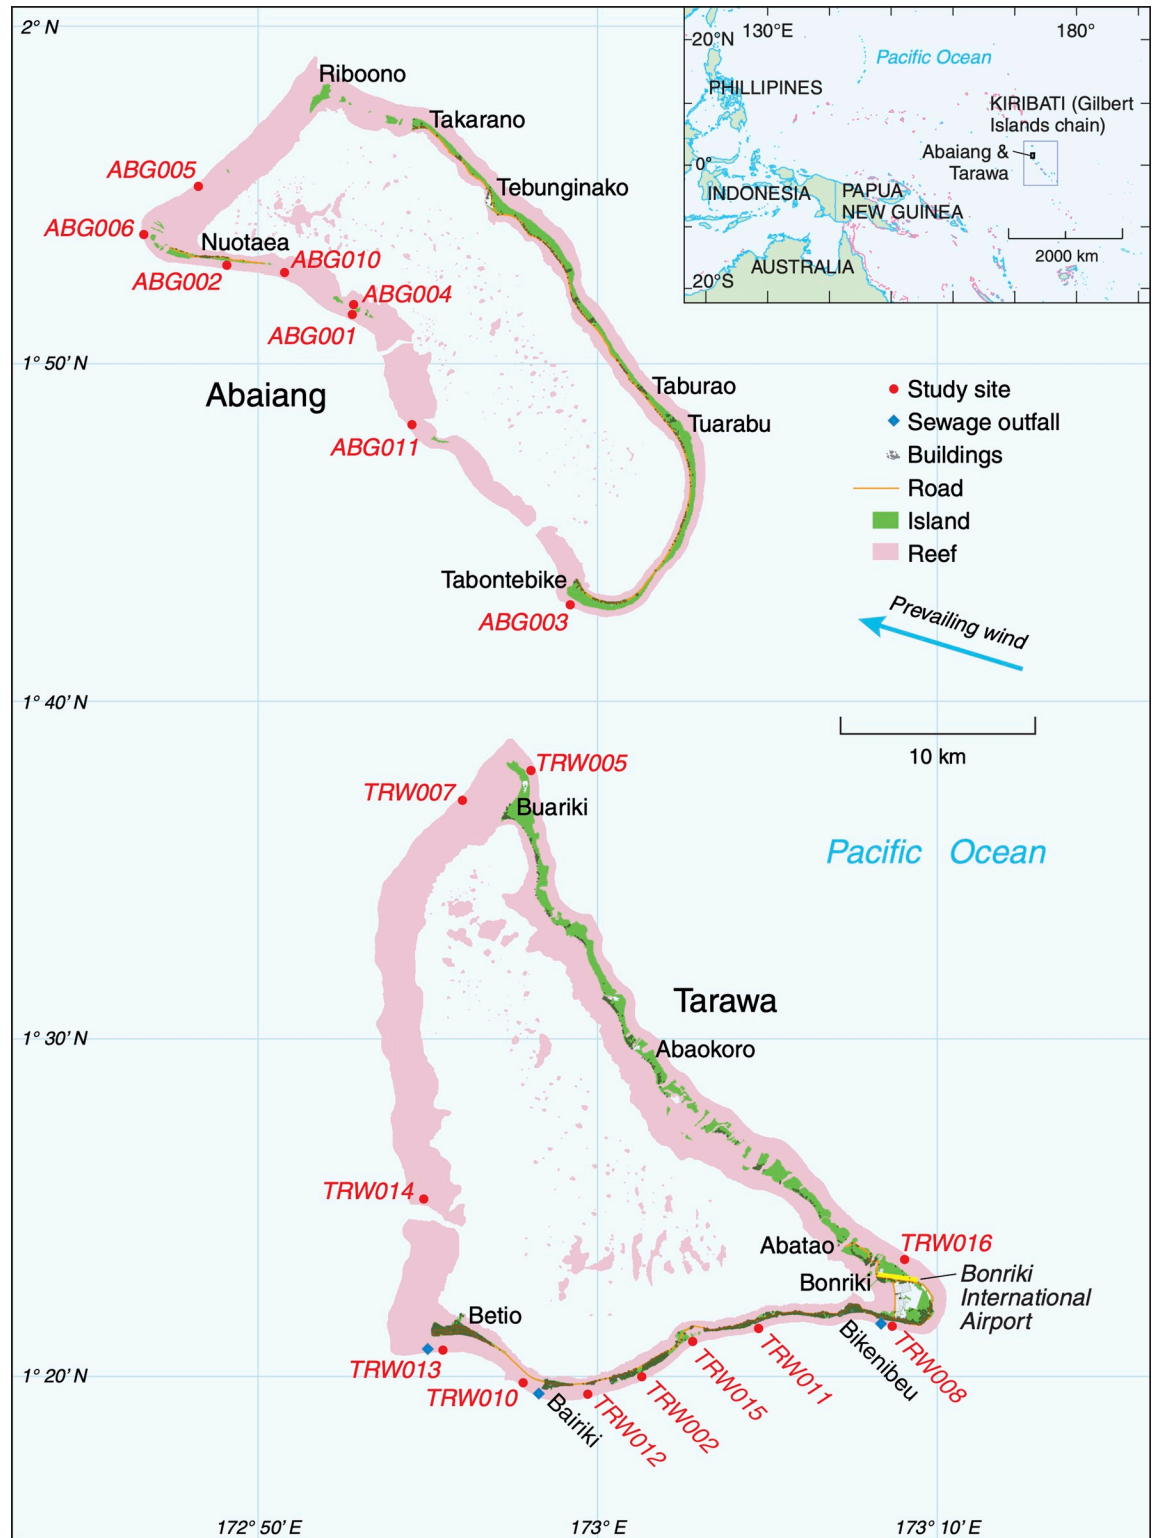 2° N
130°E
180°
20°N
Pacific Ocean
PHILLIPINES
KIRIBATI (Gilbert
Islands chain)
Abaiang &
Tarawa
0°
INDONESIA
PAPUA
NEW GUINEA
2000 km
AUSTRALIA
20°S
Riboono
Takarano
ABG005
Tebunginako
ABG006
Nuotaea
ABG010
ABG002
ABG004
ABG001
1° 50’ N
Abaiang
Taburao
Tuarabu
ABG011
Study site
Sewage outfall
Buildings
Road
Island
Reef
Tabontebike
ABG003
Prevailing wind
1° 40’ N
10 km
TRW005
TRW007
Buariki
Pacific Ocean
Tarawa
1° 30’ N
Abaokoro
TRW014
Abatao
TRW016
Bonriki
Bonriki
International
Airport
Betio
TRW013
Bikenibeu
TRW008
1° 20’ N
TRW010
Bairiki
TRW012
TRW002
TRW015
TRW011
172° 50’ E
173° E
173° 10’ E